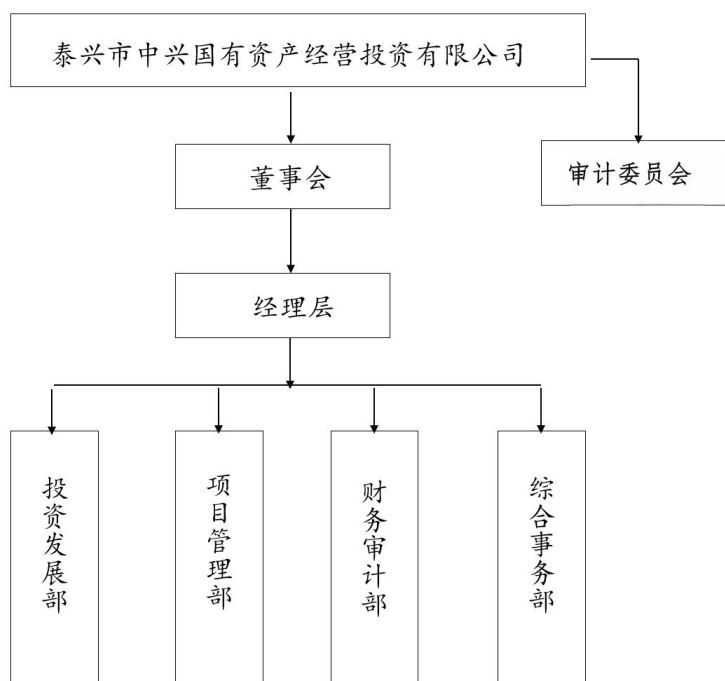 泰兴市中兴国有资产经营投资有限公司
董事会
审计委员会
经理层
投资发展部
项目管理部
财务审计部
综合事务部